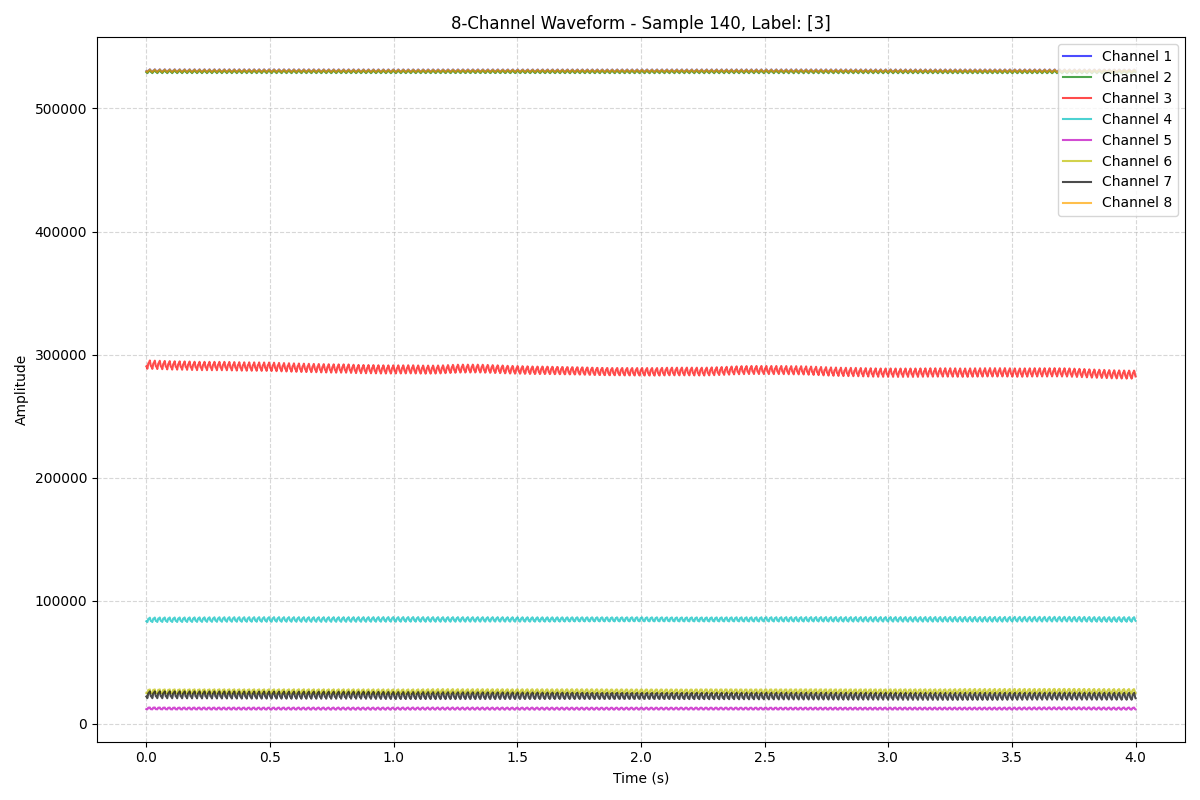 8-Channel Waveform - Sample 140, Label: [3]
Channel 1
Channel 2
Channel 3
Channel 4
Channel 5
Channel 6
Channel 7
Channel 8
Amplitude
500000
400000
300000
200000
100000
0
0.0 0.5 1.0 1.5 2.0 2.5 3.0 3.5 4.0
Time (s)